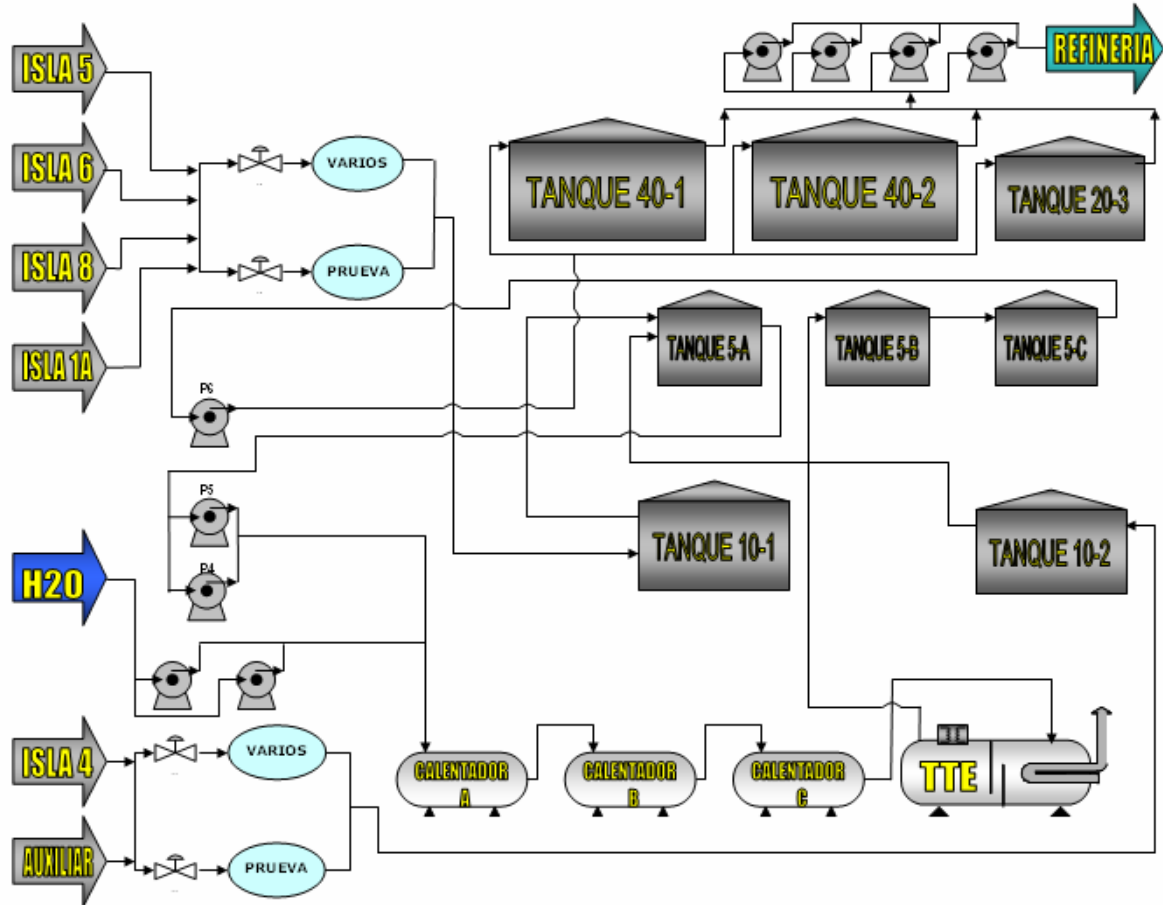 ISLA 5
ISLA 6
ISLA 8
ISLA 1A
VARIOS
PRUEVA
REFINERIA
TANQUE 40-1
TANQUE 40-2
TANQUE 20-3
TANQUE 5-A
TANQUE 5-B
TANQUE 5-C
P6
P5
P4
TANQUE 10-1
TANQUE 10-2
H2O
ISLA 4
AUXILIAR
VARIOS
PRUEVA
CALENTADOR
A
CALENTADOR
B
CALENTADOR
C
TTE